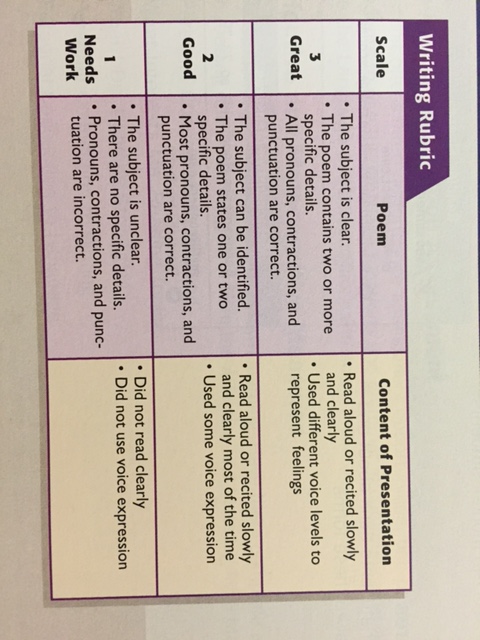 Writing Rubric
Scale
Poem
Content of Presentation
3
Great
• The subject is clear.
• The poem contains two or more
specific details.
• All pronouns, contractions, and
punctuation are correct.
• Read aloud or recited slowly
and clearly
• Used different voice levels to
represent feelings
2
Good
• The subject can be identified.
• The poem states one or two
specific details.
• Most pronouns, contractions, and
punctuation are correct.
• Read aloud or recited slowly
and clearly most of the time
• Used some voice expression
1
Needs
Work
• The subject is unclear.
• There are no specific details.
• Pronouns, contractions, and punc-
tuation are incorrect.
• Did not read clearly
• Did not use voice expression